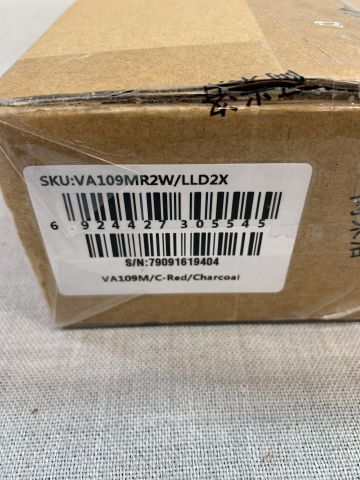 SKU:VA109MR2W/LLD2X
6 924427 305545
S/N:79091619404
VA109M/C-Red/Charcoal